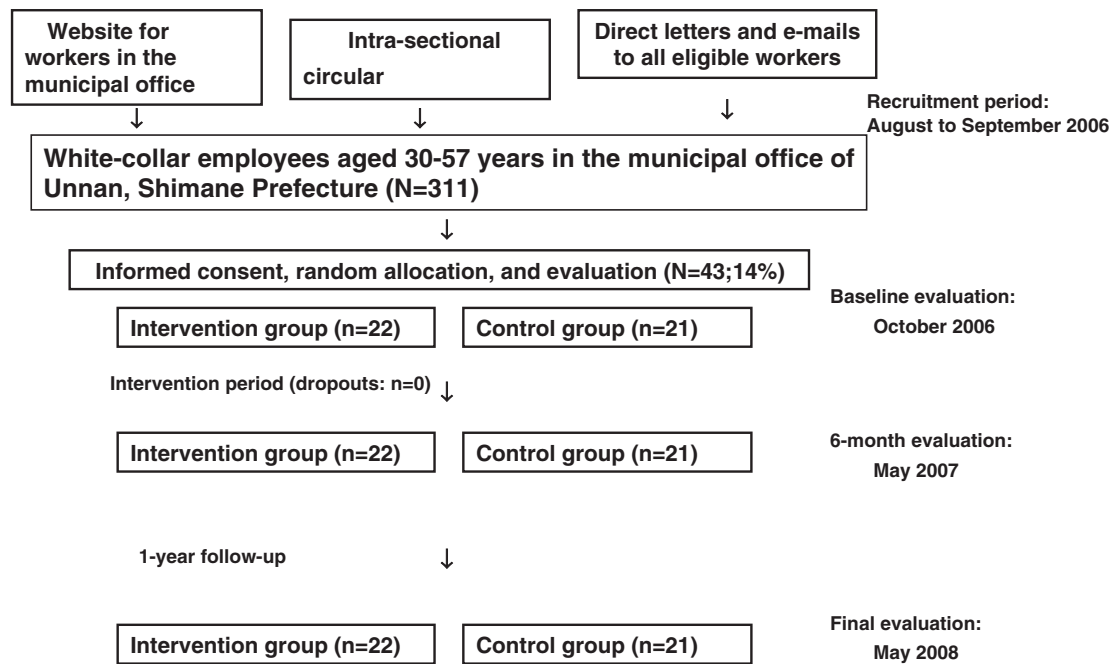 Website for
workers in the
municipal office
Intra-sectional
circular
Direct letters and e-mails
to all eligible workers
Recruitment period:
August to September 2006
↓ ↓ ↓
White-collar employees aged 30-57 years in the municipal office of
Unnan, Shimane Prefecture (N=311)
↓
Informed consent, random allocation, and evaluation (N=43;14%)
Baseline evaluation:
October 2006
Intervention group (n=22)
Control group (n=21)
Intervention period (dropouts: n=0) ↓
Intervention group (n=22)
Control group (n=21)
6-month evaluation:
May 2007
1-year follow-up ↓
Intervention group (n=22)
Control group (n=21)
Final evaluation:
May 2008